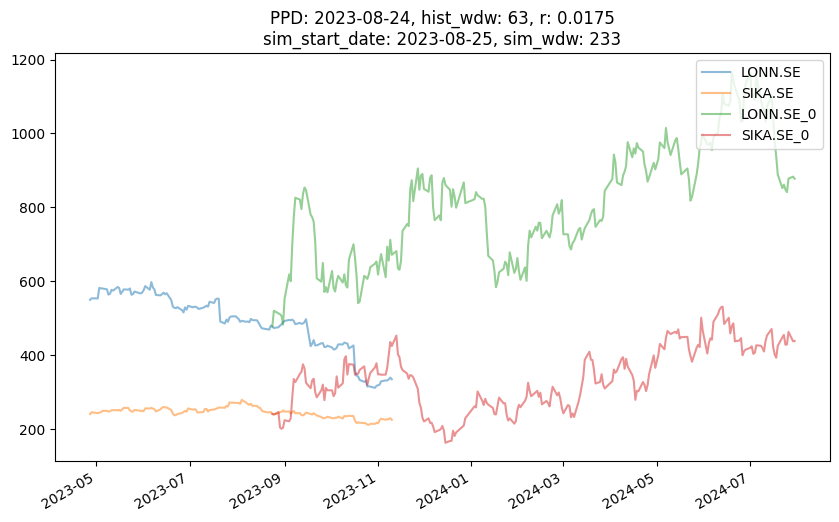 PPD: 2023-08-24, hist_wdw: 63, r: 0.0175
sim_start_date: 2023-08-25, sim_wdw: 233
LONN.SE
SIKA.SE
LONN.SE_0
SIKA.SE_0
1200
1000
800
600
400
200
2023-05
2023-07
2023-09
2023-11
2024-01
2024-03
2024-05
2024-07